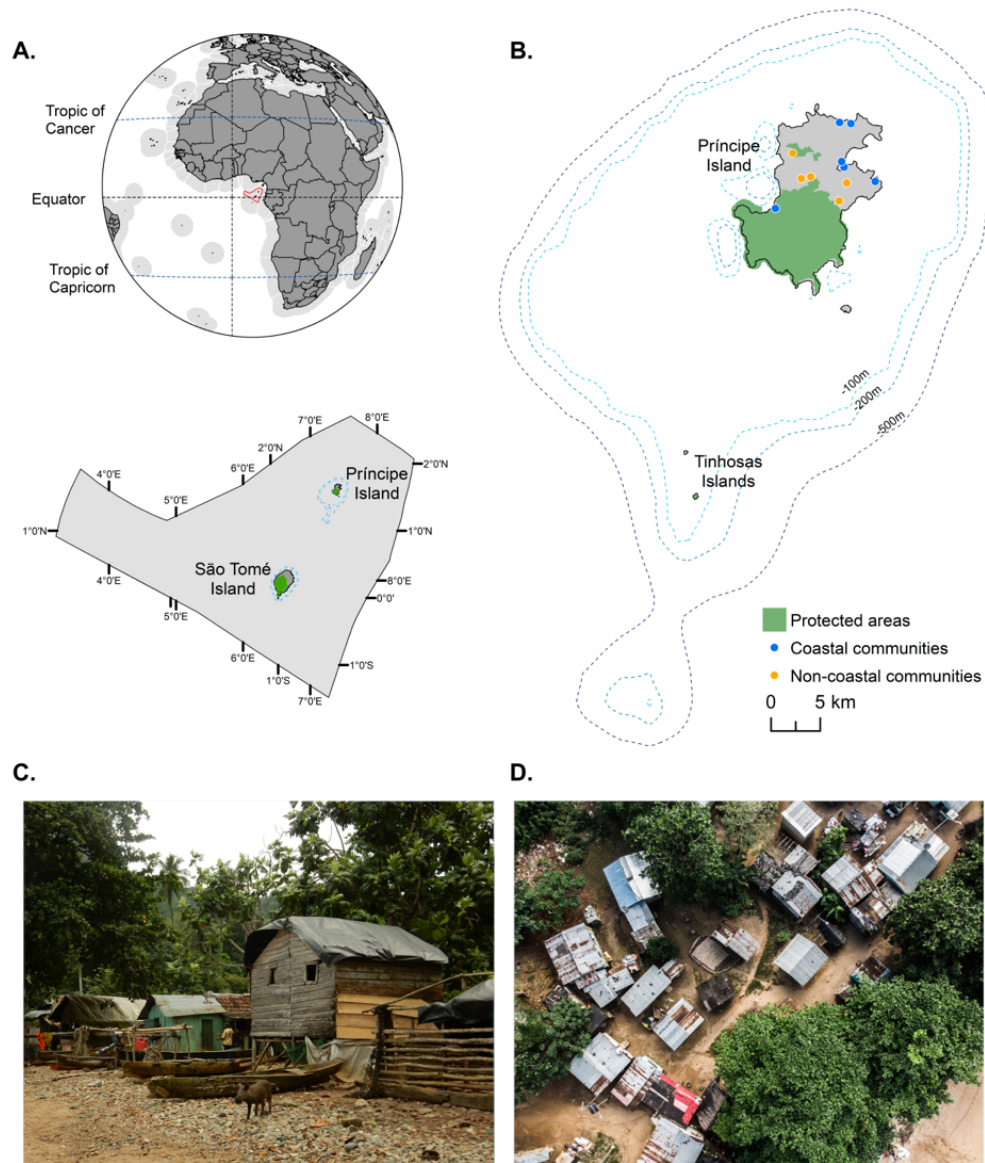 A.
Tropic of
Cancer
Equator
Tropic of
Capricorn
7°0'E
8°0'E
2°0'N
2°0'N
6°0'E
4°0'E
5°0'E
Príncipe
Island
1°0'N
1°0'N
São Tomé
Island
4°0'E
5°0'E
8°0'E
0°0'
6°0'E
1°0'S
1°0'S
7°0'E
B.
Príncipe
Island
-100m
-200m
-500m
Tinhosas
Islands
Protected areas
Coastal communities
Non-coastal communities
0 5 km
C.
D.